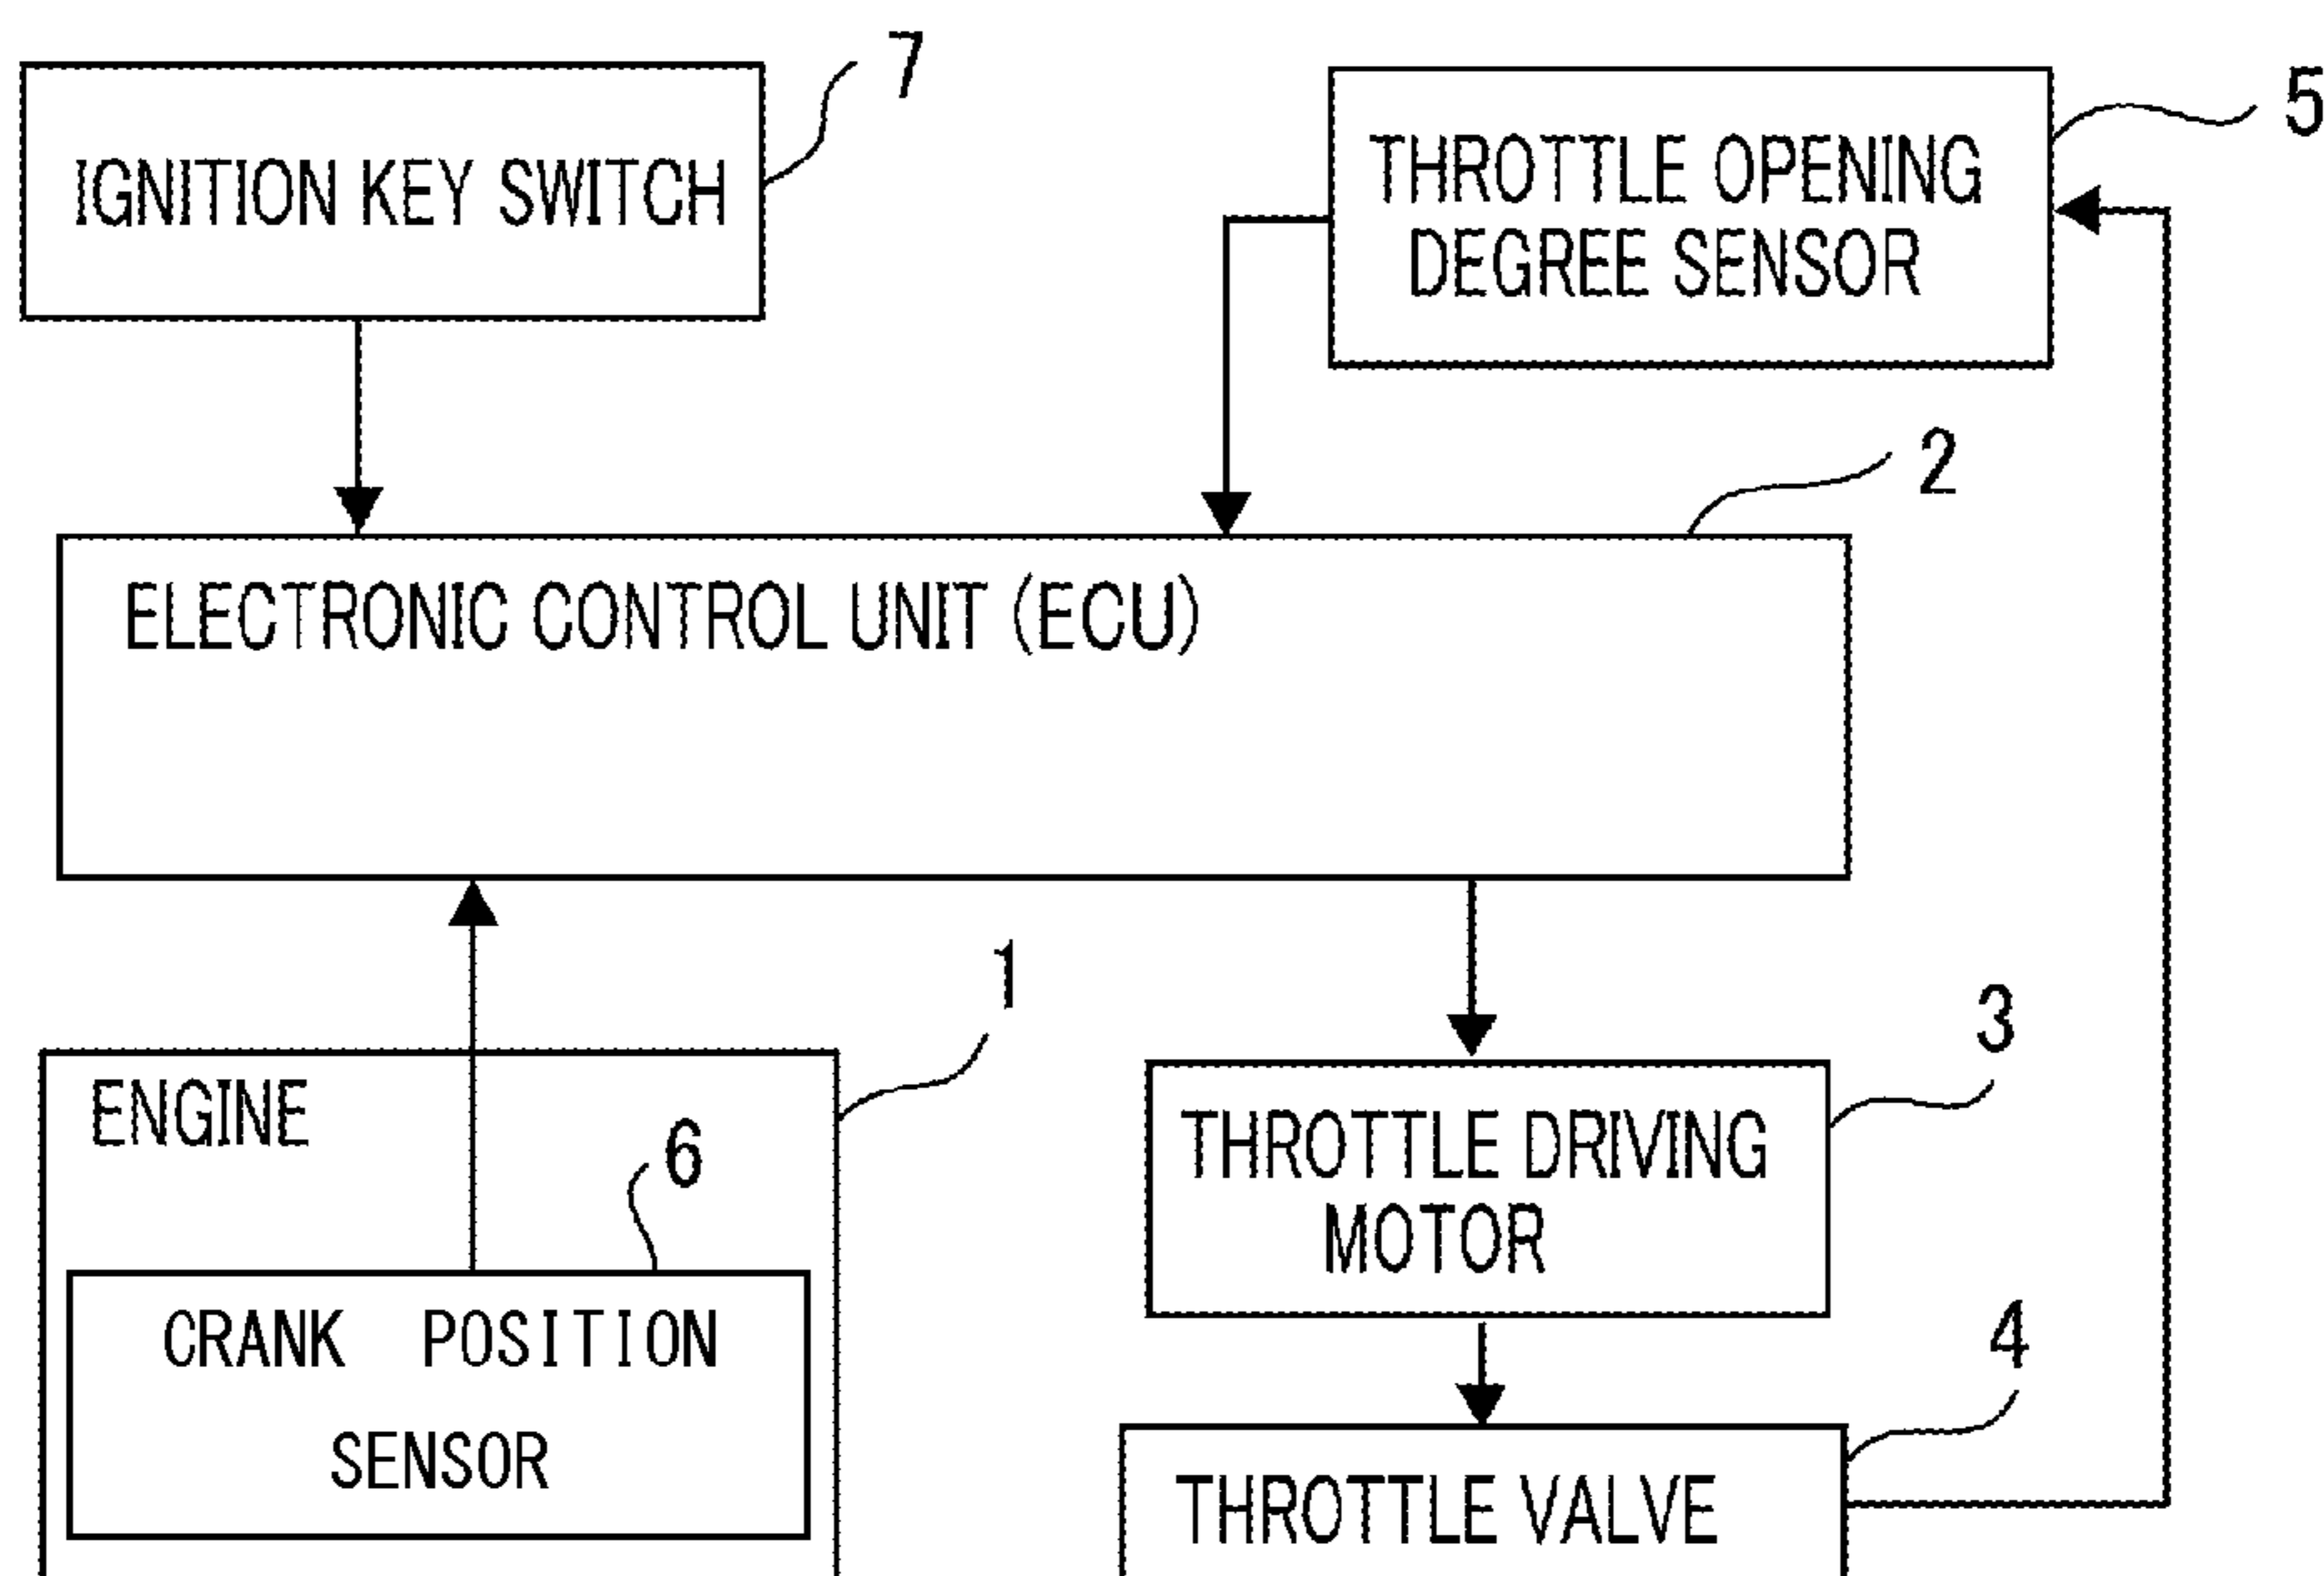 7
IGNITION KEY SWITCH
5
THROTTLE OPENING
DEGREE SENSOR
2
ELECTRONIC CONTROL UNIT (ECU)
1
ENGINE
6
CRANK POSITION
SENSOR
3
THROTTLE DRIVING
MOTOR
4
THROTTLE VALVE